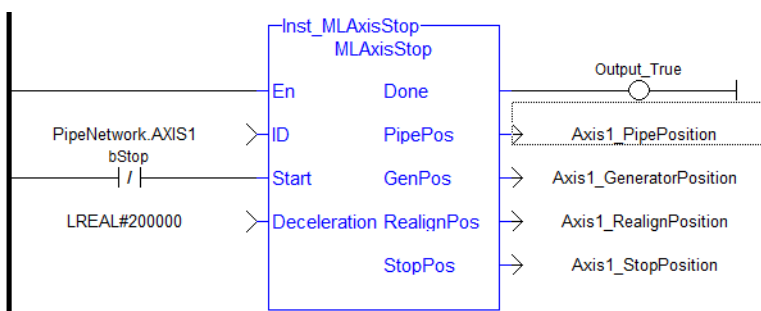 Inst_MLAxisStop
MLAxisStop
Output_True
En Done
PipeNetwork.AXIS1 ID PipePos Axis1_PipePosition
bStop
/ Start GenPos Axis1_GeneratorPosition
LREAL#200000 Deceleration RealignPos Axis1_RealignPosition
StopPos Axis1_StopPosition